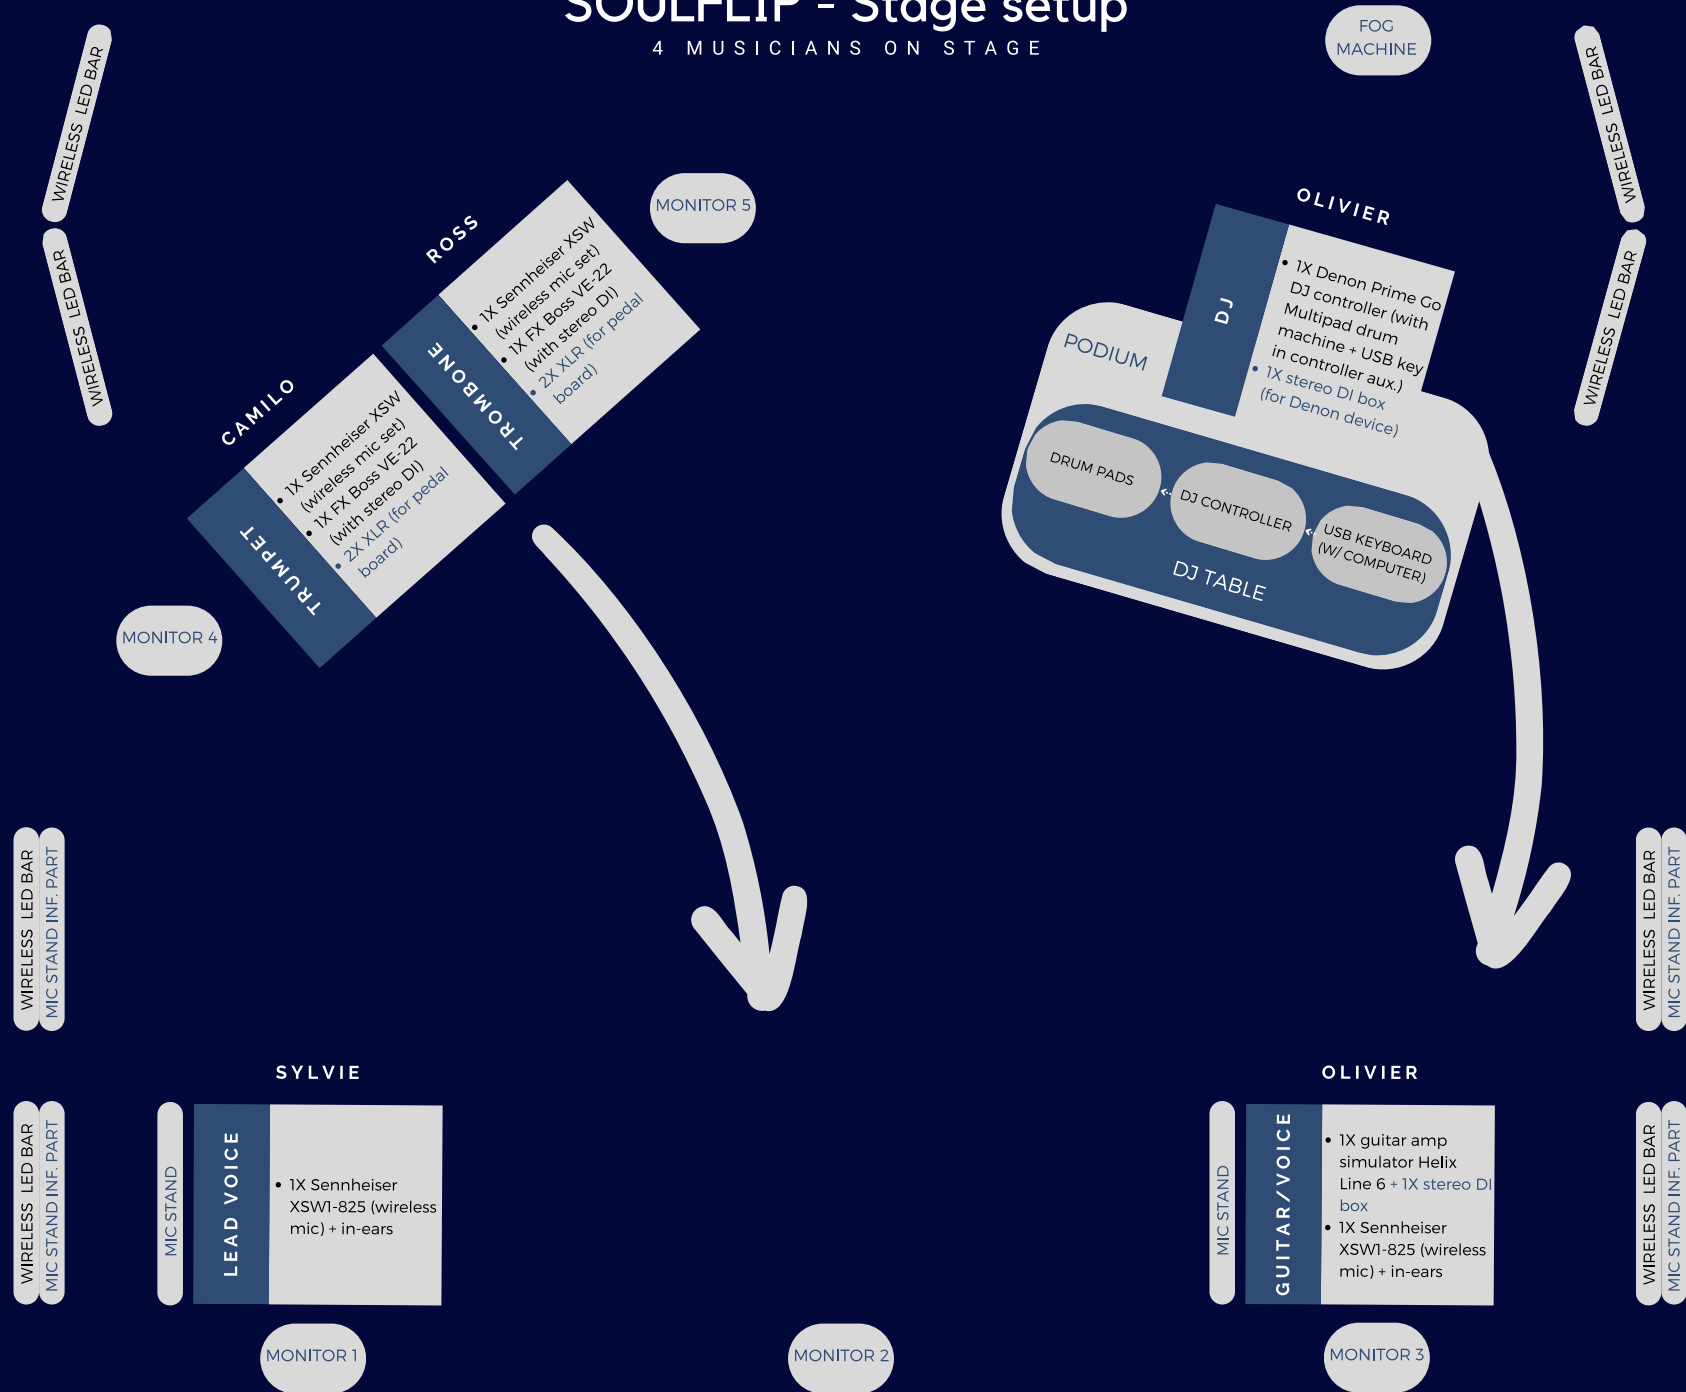 SOULFLIP - Stage setup
4 MUSICIANS ON STAGE
FOG
MACHINE
WIRELESS LED BAR
WIRELESS LED BAR
WIRELESS LED BAR
WIRELESS LED BAR
MONITOR 5
ROSS
TROMBONE
• 1X Sennheiser XSW
(wireless mic set)
• 1X FX Boss VE-22
(with stereo DI)
• 2X XLR (for pedal
board)
CAMILO
TRUMPET
• 1X Sennheiser XSW
(wireless mic set)
• 1X FX Boss VE-22
(with stereo DI)
• 2X XLR (for pedal
board)
MONITOR 4
OLIVIER
DJ
• 1X Denon Prime Go
DJ controller (with
Multipad drum
machine + USB key
in controller aux.)
• 1X stereo DI box
(for Denon device)
PODIUM
DRUM PADS
DJ CONTROLLER
USB KEYBOARD
(W/ COMPUTER)
DJ TABLE
WIRELESS LED BAR
MIC STAND INF. PART
WIRELESS LED BAR
MIC STAND INF. PART
SYLVIE
WIRELESS LED BAR
MIC STAND INF. PART
MIC STAND
LEAD VOICE
• 1X Sennheiser
XSW1-825 (wireless
mic) + in-ears
OLIVIER
MIC STAND
GUITAR/VOICE
• 1X guitar amp
simulator Helix
Line 6 + 1X stereo DI
box
• 1X Sennheiser
XSW1-825 (wireless
mic) + in-ears
WIRELESS LED BAR
MIC STAND INF. PART
MONITOR 1
MONITOR 2
MONITOR 3